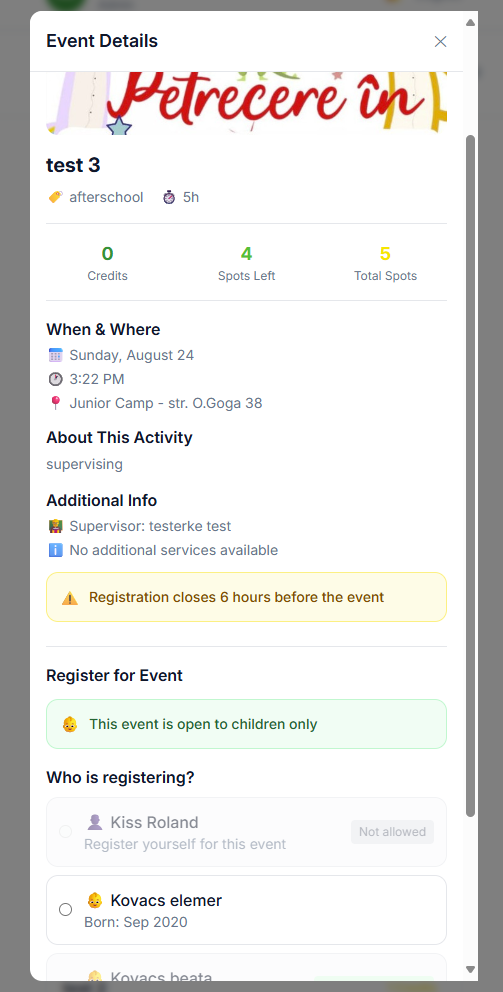 Event Details
Petrecere în
test 3
afterschool 5h
0 4 5
Credits Spots Left Total Spots
When & Where
Sunday, August 24
3:22 PM
Junior Camp - str. O.Goga 38
About This Activity
supervising
Additional Info
Supervisor: testerke test
No additional services available
Registration closes 6 hours before the event
Register for Event
This event is open to children only
Who is registering?
Kiss Roland
Register yourself for this event
Not allowed
Kovacs elemer
Born: Sep 2020
Kovacs beata